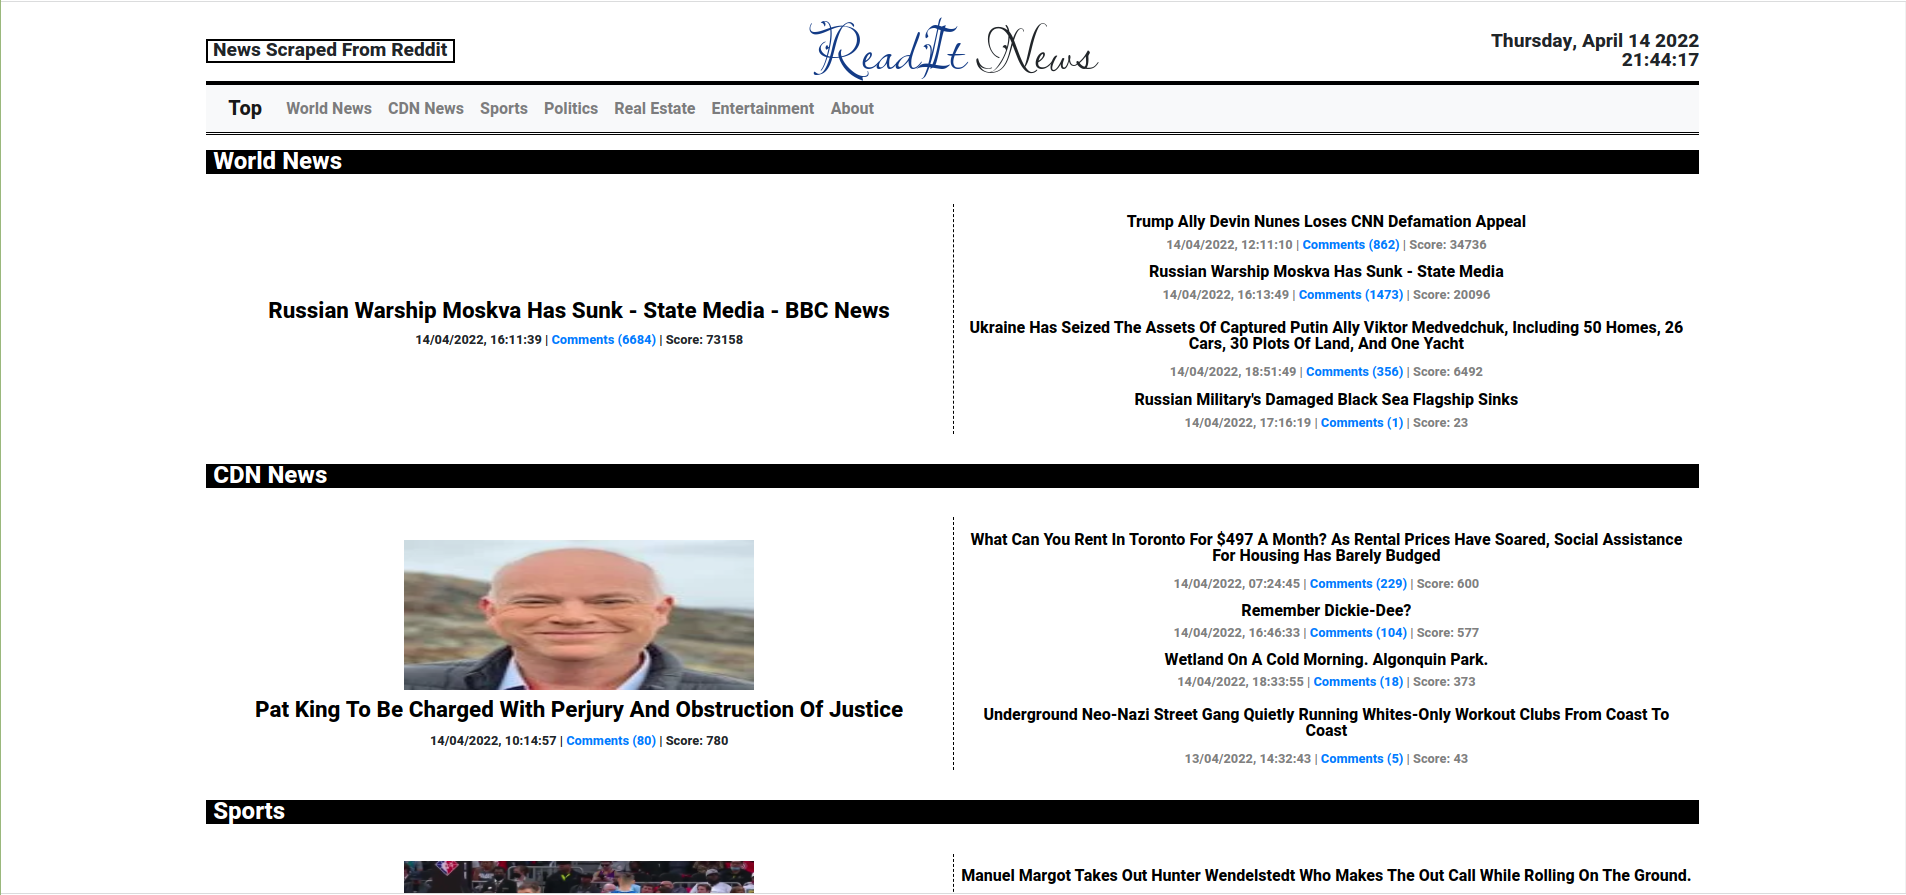 News Scraped From Reddit
ReadIt News
Thursday, April 14 2022
21:44:17
Top World News CDN News Sports Politics Real Estate Entertainment About
World News
Russian Warship Moskva Has Sunk - State Media - BBC News
14/04/2022, 16:11:39 | Comments (6684) | Score: 73158
Trump Ally Devin Nunes Loses CNN Defamation Appeal
14/04/2022, 12:11:10 | Comments (862) | Score: 34736
Russian Warship Moskva Has Sunk - State Media
14/04/2022, 16:13:49 | Comments (1473) | Score: 20096
Ukraine Has Seized The Assets Of Captured Putin Ally Viktor Medvedchuk, Including 50 Homes, 26
Cars, 30 Plots Of Land, And One Yacht
14/04/2022, 18:51:49 | Comments (356) | Score: 6492
Russian Military's Damaged Black Sea Flagship Sinks
14/04/2022, 17:16:19 | Comments (1) | Score: 23
CDN News
Pat King To Be Charged With Perjury And Obstruction Of Justice
14/04/2022, 10:14:57 | Comments (80) | Score: 780
What Can You Rent In Toronto For $497 A Month? As Rental Prices Have Soared, Social Assistance
For Housing Has Barely Budged
14/04/2022, 07:24:45 | Comments (229) | Score: 600
Remember Dickie-Dee?
14/04/2022, 16:46:33 | Comments (104) | Score: 577
Wetland On A Cold Morning. Algonquin Park.
14/04/2022, 18:33:55 | Comments (18) | Score: 373
Underground Neo-Nazi Street Gang Quietly Running Whites-Only Workout Clubs From Coast To
Coast
13/04/2022, 14:32:43 | Comments (5) | Score: 43
Sports
Manuel Margot Takes Out Hunter Wendelstedt Who Makes The Out Call While Rolling On The Ground.